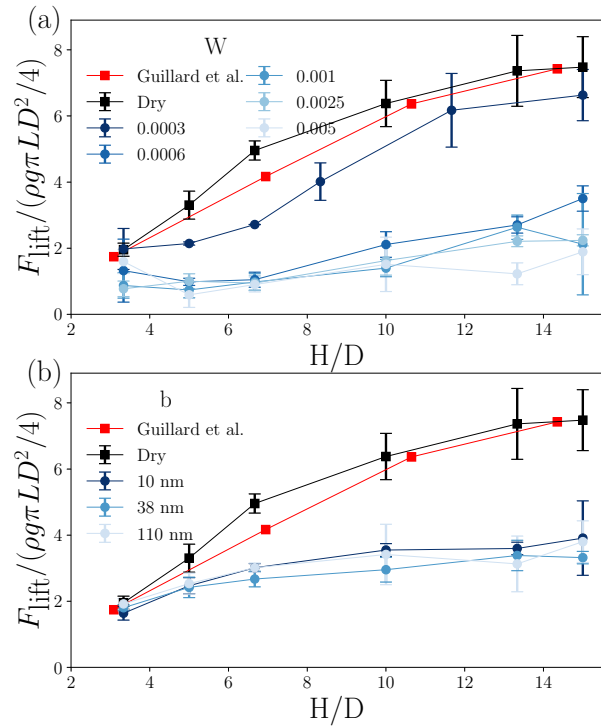 (a)
W
Guillard et al.
Dry
0.0003
0.0006
0.001
0.0025
0.005
8
6
4
2
0
F_lift/(ρgπLD²/4)
2 4 6 8 10 12 14
H/D
(b)
b
Guillard et al.
Dry
10 nm
38 nm
110 nm
8
6
4
2
0
F_lift/(ρgπLD²/4)
2 4 6 8 10 12 14
H/D